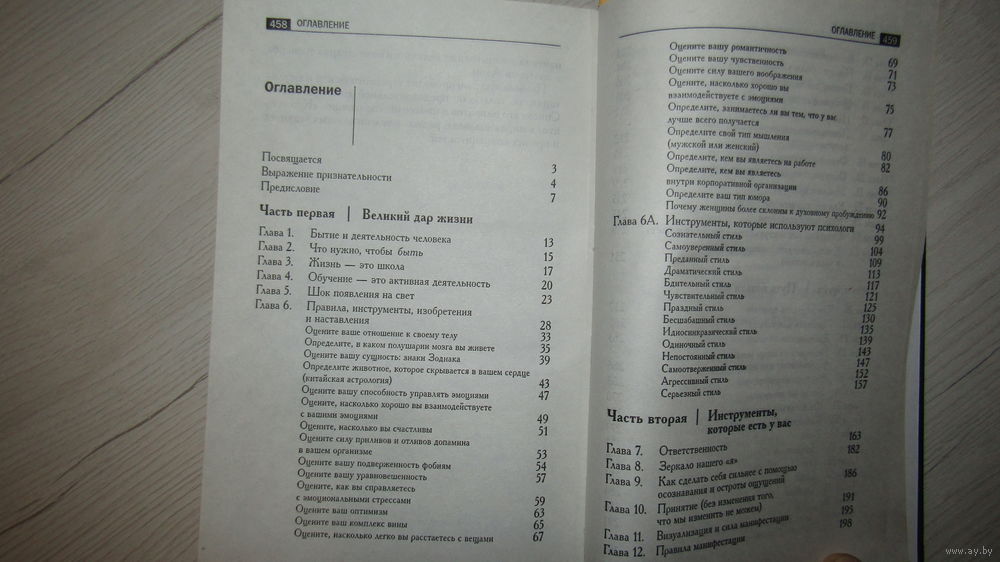 458 ОГЛАВЛЕНИЕ
Оглавление
Посвящается 3
Выражение признательности 4
Предисловие 7
Часть первая | Великий дар жизни
Глава 1. Бытие и деятельность человека 13
Глава 2. Что нужно, чтобы быть 15
Глава 3. Жизнь — это школа 17
Глава 4. Обучение — это активная деятельность 20
Глава 5. Шок появления на свет 23
Глава 6. Правила, инструменты, изобретения
и наставления 28
Оцените ваше отношение к своему телу 33
Определите, в каком полушарии мозга вы живете 35
Оцените вашу сущность: знаки Зодиака 39
Определите животное, которое скрывается в вашем сердце
(китайская астрология) 43
Оцените вашу способность управлять эмоциями 47
Оцените, насколько хорошо вы взаимодействуете
с вашими эмоциями 49
Оцените, насколько вы счастливы 51
Оцените силу приливов и отливов допамина
в вашем организме 53
Оцените вашу подверженность фобиям 54
Оцените вашу уравновешенность 57
Оцените, как вы справляетесь
с эмоциональными стрессами 59
Оцените ваш оптимизм 63
Оцените ваш комплекс вины 65
Оцените, насколько легко вы расстаетесь с вещами 67
ОГЛАВЛЕНИЕ 459
Оцените вашу романтичность 69
Оцените вашу чувственность 71
Оцените силу вашего воображения 73
Оцените, насколько хорошо вы
взаимодействуете с эмоциями 75
Определите, занимаетесь ли вы тем, что у вас
лучше всего получается 77
Определите свой тип мышления
(мужской или женский) 80
Определите, кем вы являетесь на работе 82
Определите, кем вы являетесь
внутри корпоративной организации 86
Определите ваш тип юмора 90
Почему женщины более склонны к духовному пробуждению 92
Глава 6А. Инструменты, которые используют психологи 94
Сознательный стиль 99
Самоуверенный стиль 104
Преданный стиль 109
Драматический стиль 113
Бдительный стиль 117
Чувствительный стиль 121
Праздный стиль 125
Бесшабашный стиль 130
Идиосинкразический стиль 135
Одиночный стиль 139
Непостоянный стиль 143
Самоотверженный стиль 147
Агрессивный стиль 152
Серьезный стиль 157
Часть вторая | Инструменты,
которые есть у вас
Глава 7. Ответственность 163
Глава 8. Зеркало нашего «я» 182
Глава 9. Как сделать себя сильнее с помощью
осознавания и остроты ощущений 186
Глава 10. Принятие (без изменения того,
что мы изменить не можем) 191
Глава 11. Визуализация и сила манифестации 195
Глава 12. Правила манифестации 198
www.ay.by